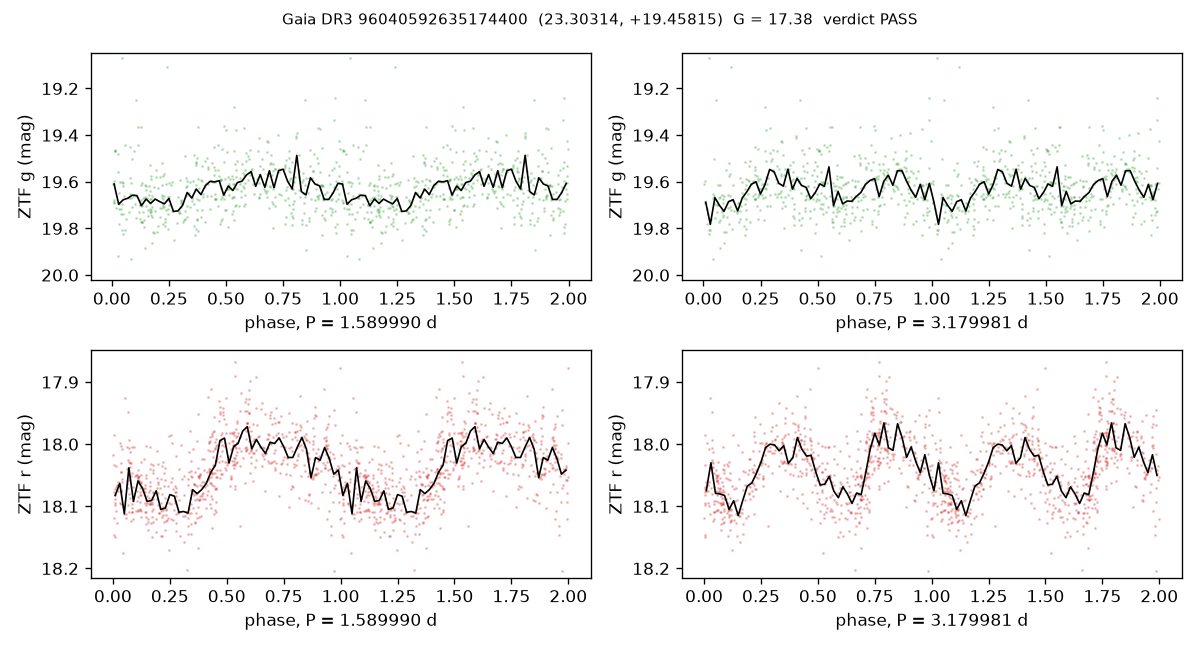 Gaia DR3 96040592635174400 (23.30314, +19.45815) G = 17.38 verdict PASS
ZTF g (mag)
19.2
19.4
19.6
19.8
20.0
0.00 0.25 0.50 0.75 1.00 1.25 1.50 1.75 2.00
phase, P = 1.589990 d
ZTF g (mag)
19.2
19.4
19.6
19.8
20.0
0.00 0.25 0.50 0.75 1.00 1.25 1.50 1.75 2.00
phase, P = 3.179981 d
ZTF r (mag)
17.9
18.0
18.1
18.2
0.00 0.25 0.50 0.75 1.00 1.25 1.50 1.75 2.00
phase, P = 1.589990 d
ZTF r (mag)
17.9
18.0
18.1
18.2
0.00 0.25 0.50 0.75 1.00 1.25 1.50 1.75 2.00
phase, P = 3.179981 d